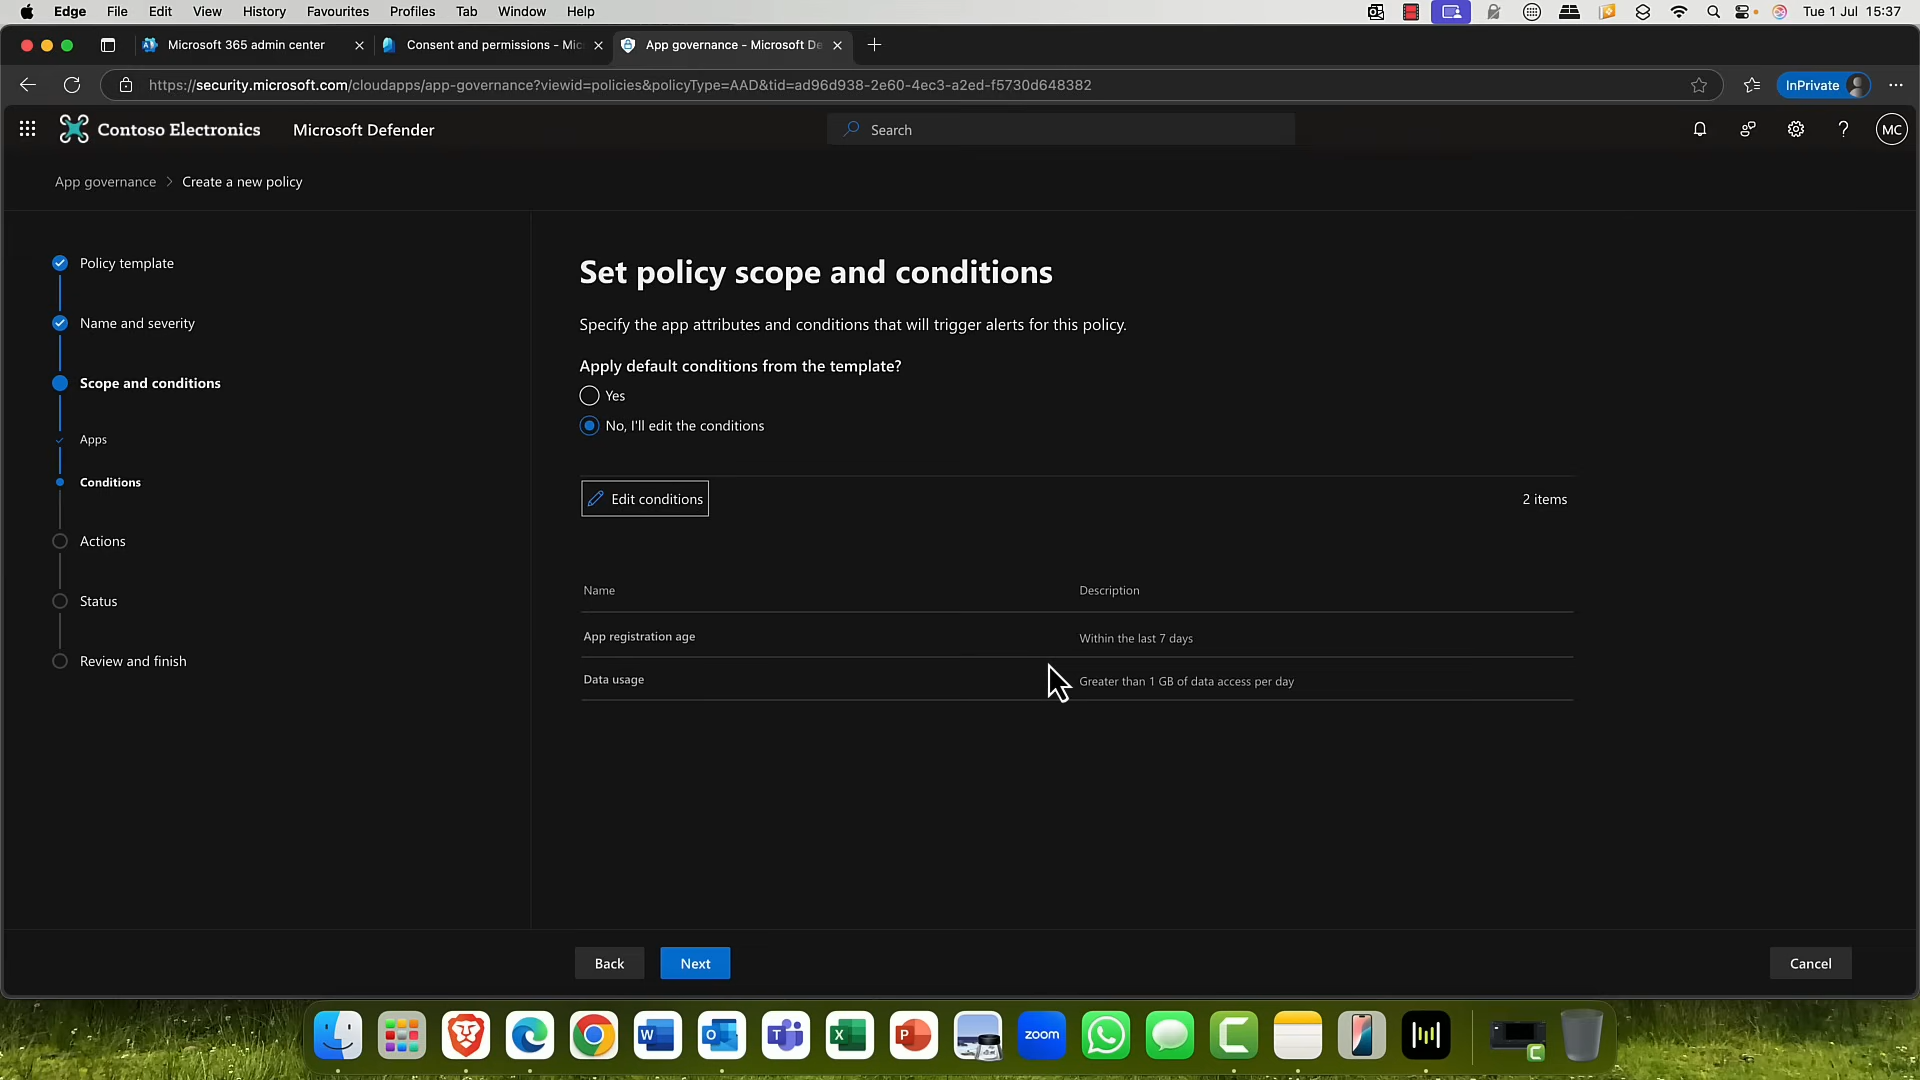 Edge File Edit View History Favourites Profiles Tab Window Help
Tue 1 Jul 15:37
Microsoft 365 admin center
Consent and permissions - Mic
App governance - Microsoft De
https://security.microsoft.com/cloudapps/app-governance?viewid=policies&policyType=AAD&tid=ad96d938-2e60-4ec3-a2ed-f5730d648382
InPrivate
Contoso Electronics
Microsoft Defender
Search
MC
App governance > Create a new policy
Policy template
Name and severity
Scope and conditions
Apps
Conditions
Actions
Status
Review and finish
Set policy scope and conditions
Specify the app attributes and conditions that will trigger alerts for this policy.
Apply default conditions from the template?
Yes
No, I'll edit the conditions
Edit conditions
2 items
Name Description
App registration age Within the last 7 days
Data usage Greater than 1 GB of data access per day
Back
Next
Cancel
zoom